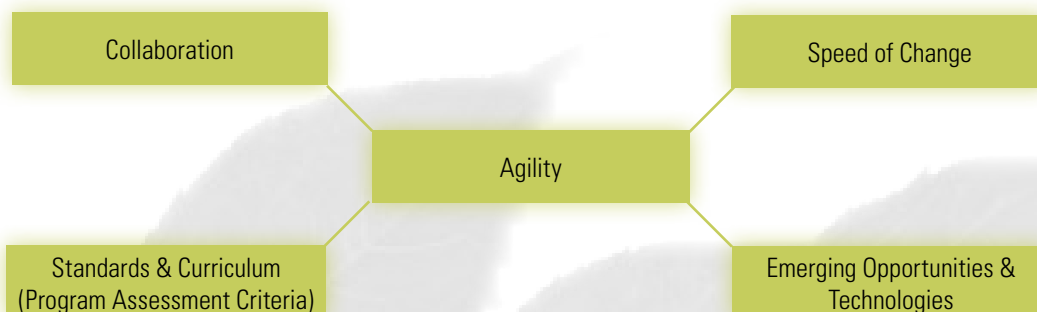 Collaboration
Speed of Change
Agility
Standards & Curriculum
(Program Assessment Criteria)
Emerging Opportunities &
Technologies